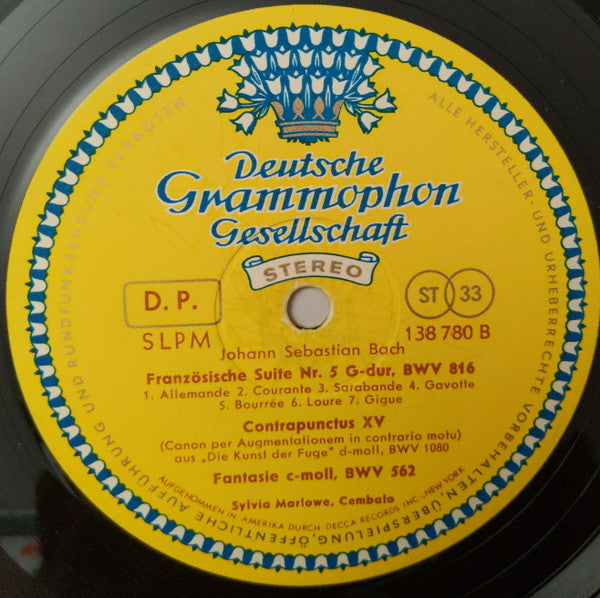 Deutsche
Grammophon
Gesellschaft
STEREO
D. P.
ST 33
SLPM
138 780 B
Johann Sebastian Bach
Französische Suite Nr. 5 G-dur, BWV 816
1. Allemande 2. Courante 3. Sarabande 4. Gavotte
5. Bourrée 6. Loure 7. Gigue
Contrapunctus XV
(Canon per Augmentationem in contrario motu)
aus „Die Kunst der Fuge" d-moll, BWV 1080
Fantasie c-moll, BWV 562
Sylvia Marlowe, Cembalo
AUFGENOMMEN IN AMERIKA DURCH DECCA RECORDS INC., NEW YORK
ALLE HERSTELLER- UND URHEBERRECHTE VORBEHALTEN, ÜBERSPIELUNG, ÖFFENTLICHE AUFFÜHRUNG UND RUNDFUNKSENDUNG VERBOTEN